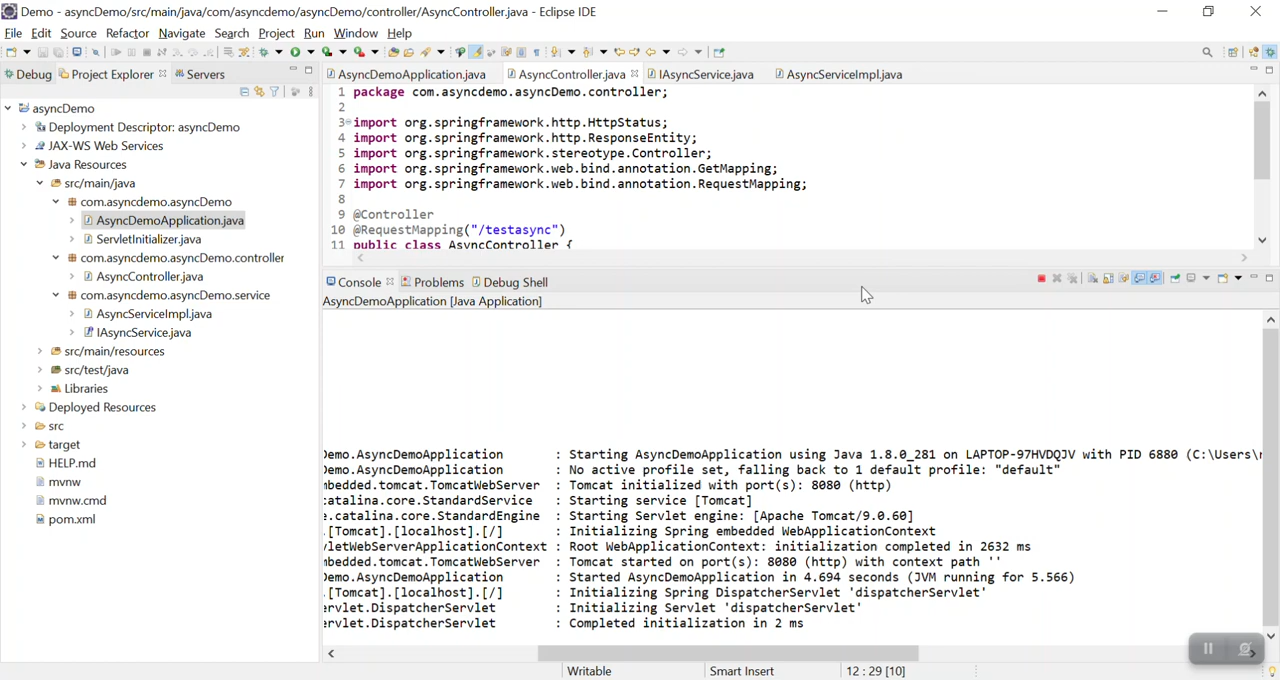 Demo - asyncDemo/src/main/java/com/asyncdemo/asyncDemo/controller/AsyncController.java - Eclipse IDE
File Edit Source Refactor Navigate Search Project Run Window Help
Debug Project Explorer Servers
AsyncDemoApplication.java AsyncController.java IAsyncService.java AsyncServiceImpl.java
asyncDemo
Deployment Descriptor: asyncDemo
JAX-WS Web Services
Java Resources
src/main/java
com.asyncdemo.asyncDemo
AsyncDemoApplication.java
ServletInitializer.java
com.asyncdemo.asyncDemo.controller
AsyncController.java
com.asyncdemo.asyncDemo.service
AsyncServiceImpl.java
IAsyncService.java
src/main/resources
src/test/java
Libraries
Deployed Resources
src
target
HELP.md
mvnw
mvnw.cmd
pom.xml
1 package com.asyncdemo.asyncDemo.controller;
2
3 import org.springframework.http.HttpStatus;
4 import org.springframework.http.ResponseEntity;
5 import org.springframework.stereotype.Controller;
6 import org.springframework.web.bind.annotation.GetMapping;
7 import org.springframework.web.bind.annotation.RequestMapping;
8
9 @Controller
10 @RequestMapping("/testasync")
11 public class AsyncController {
Console Problems Debug Shell
AsyncDemoApplication [Java Application]
Demo.AsyncDemoApplication : Starting AsyncDemoApplication using Java 1.8.0_281 on LAPTOP-97HVDQJV with PID 6880 (C:\Users\
Demo.AsyncDemoApplication : No active profile set, falling back to 1 default profile: "default"
mbedded.tomcat.TomcatWebServer : Tomcat initialized with port(s): 8080 (http)
catalina.core.StandardService : Starting service [Tomcat]
e.catalina.core.StandardEngine : Starting Servlet engine: [Apache Tomcat/9.0.60]
.[Tomcat].[localhost].[/] : Initializing Spring embedded WebApplicationContext
vletWebServerApplicationContext : Root WebApplicationContext: initialization completed in 2632 ms
mbedded.tomcat.TomcatWebServer : Tomcat started on port(s): 8080 (http) with context path ''
Demo.AsyncDemoApplication : Started AsyncDemoApplication in 4.694 seconds (JVM running for 5.566)
.[Tomcat].[localhost].[/] : Initializing Spring DispatcherServlet 'dispatcherServlet'
ervlet.DispatcherServlet : Initializing Servlet 'dispatcherServlet'
ervlet.DispatcherServlet : Completed initialization in 2 ms
Writable Smart Insert 12 : 29 [10]